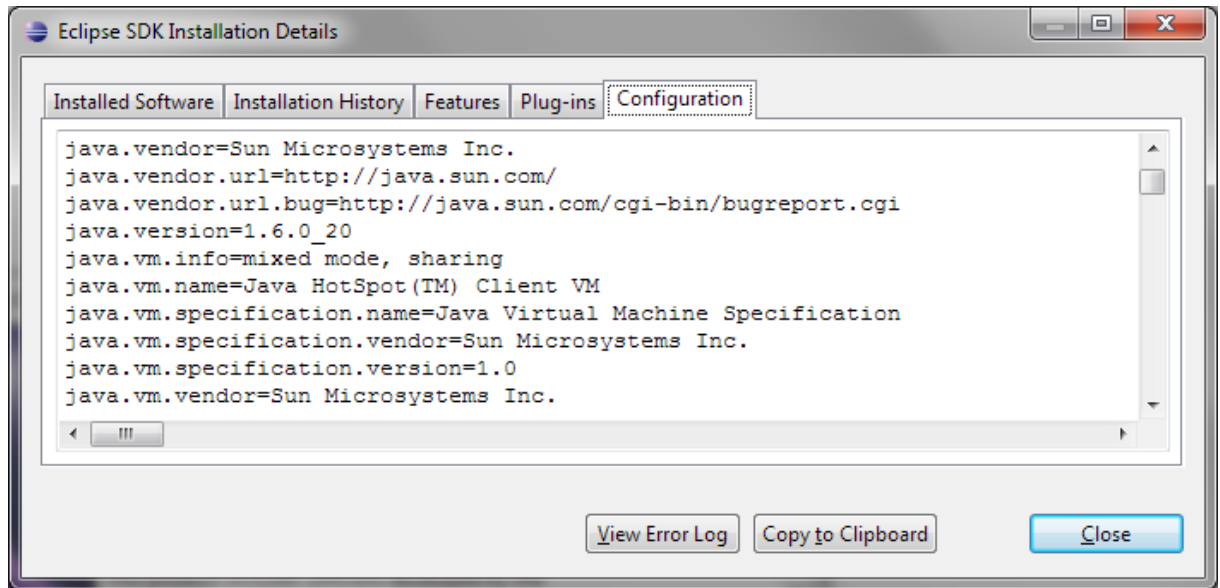 Eclipse SDK Installation Details
Installed Software Installation History Features Plug-ins Configuration
java.vendor=Sun Microsystems Inc.
java.vendor.url=http://java.sun.com/
java.vendor.url.bug=http://java.sun.com/cgi-bin/bugreport.cgi
java.version=1.6.0_20
java.vm.info=mixed mode, sharing
java.vm.name=Java HotSpot(TM) Client VM
java.vm.specification.name=Java Virtual Machine Specification
java.vm.specification.vendor=Sun Microsystems Inc.
java.vm.specification.version=1.0
java.vm.vendor=Sun Microsystems Inc.
View Error Log Copy to Clipboard Close